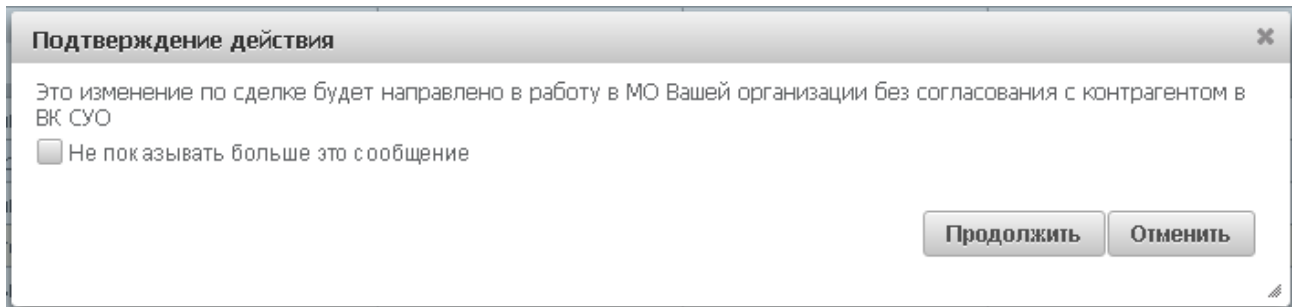 Подтверждение действия
Это изменение по сделке будет направлено в работу в МО Вашей организации без согласования с контрагентом в
ВК СУО
Не показывать больше это сообщение
Продолжить
Отменить